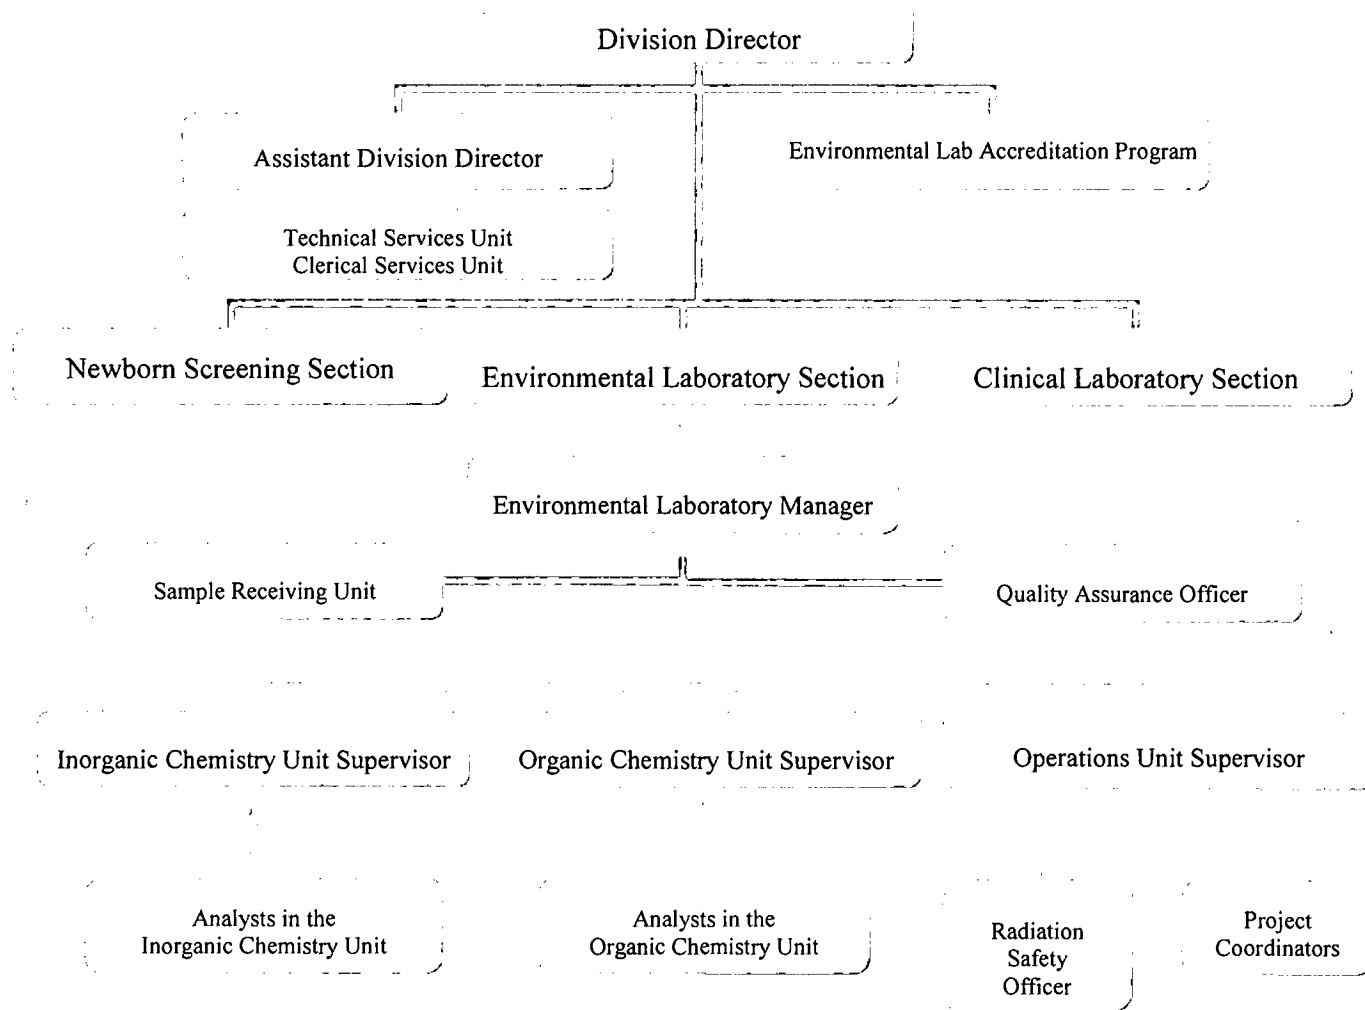 Division Director
Assistant Division Director
Environmental Lab Accreditation Program
Technical Services Unit
Clerical Services Unit
Newborn Screening Section
Environmental Laboratory Section
Clinical Laboratory Section
Environmental Laboratory Manager
Sample Receiving Unit
Quality Assurance Officer
Inorganic Chemistry Unit Supervisor
Organic Chemistry Unit Supervisor
Operations Unit Supervisor
Analysts in the
Inorganic Chemistry Unit
Analysts in the
Organic Chemistry Unit
Radiation
Safety
Officer
Project
Coordinators